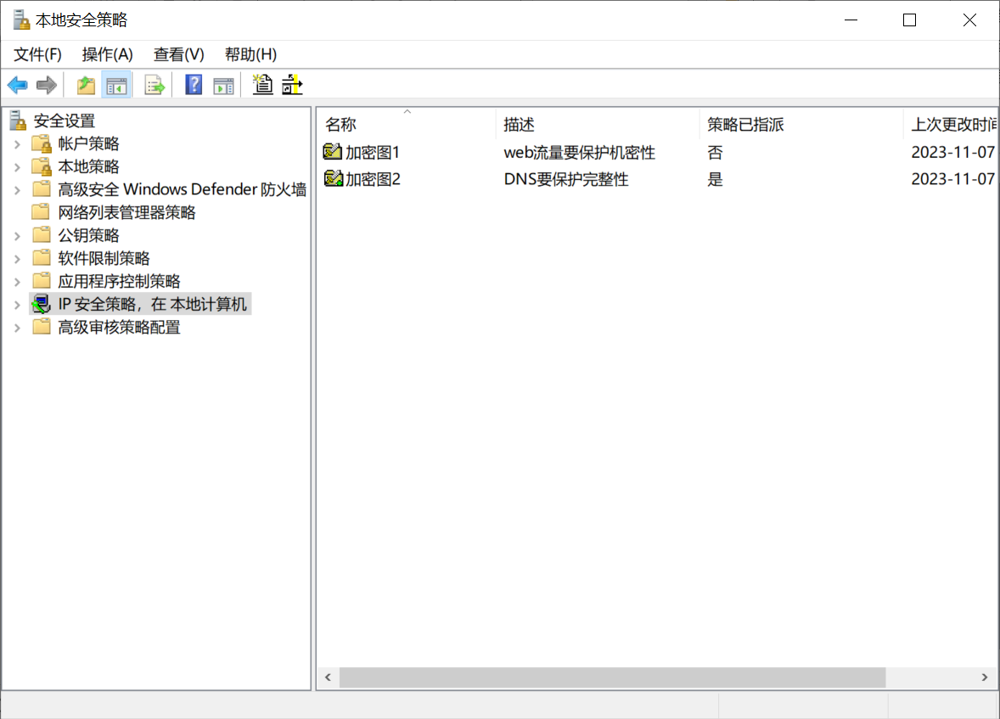 本地安全策略
文件(F) 操作(A) 查看(V) 帮助(H)
安全设置
帐户策略
本地策略
高级安全 Windows Defender 防火墙
网络列表管理器策略
公钥策略
软件限制策略
应用程序控制策略
IP 安全策略，在 本地计算机
高级审核策略配置
名称 描述 策略已指派 上次更改时间
加密图1 web流量要保护机密性 否 2023-11-07
加密图2 DNS要保护完整性 是 2023-11-07